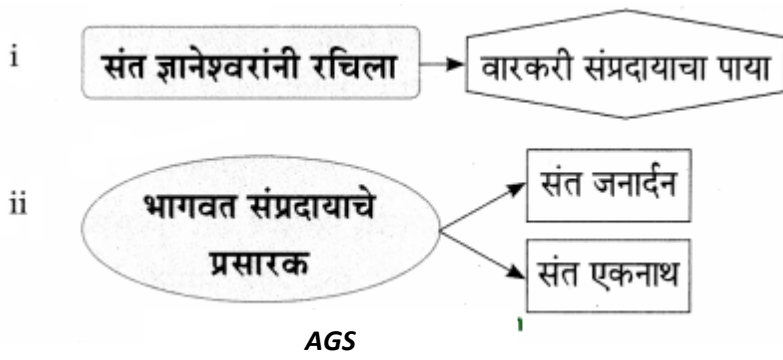 i
संत ज्ञानेश्वरांनी रचिला
वारकरी संप्रदायाचा पाया
ii
भागवत संप्रदायाचे
प्रसारक
संत जनार्दन
संत एकनाथ
AGS